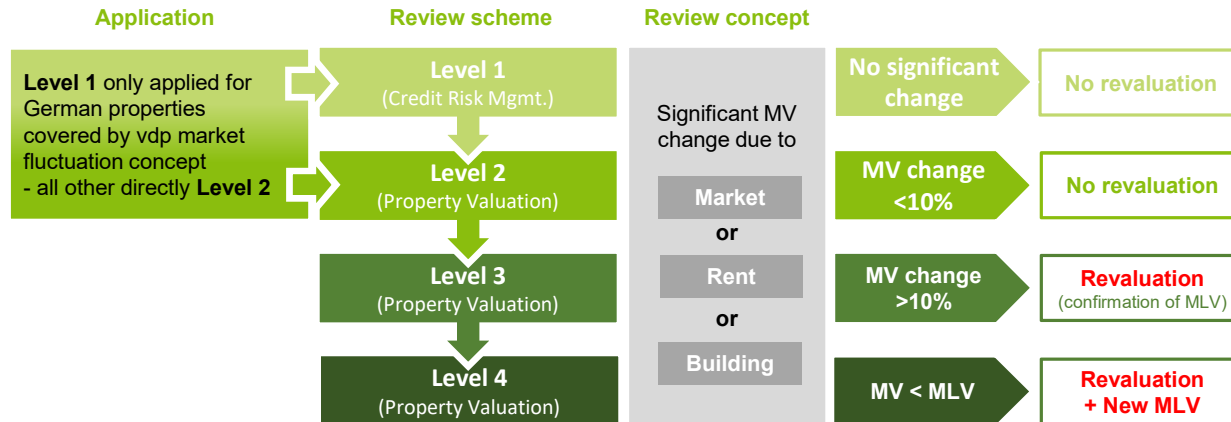 Application
Review scheme
Review concept
Level 1 only applied for
German properties
covered by vdp market
fluctuation concept
- all other directly Level 2
Level 1
(Credit Risk Mgmt.)
Level 2
(Property Valuation)
Level 3
(Property Valuation)
Level 4
(Property Valuation)
Significant MV
change due to
Market
or
Rent
or
Building
No significant
change
No revaluation
MV change
<10%
No revaluation
MV change
>10%
Revaluation
(confirmation of MLV)
MV < MLV
Revaluation
+ New MLV